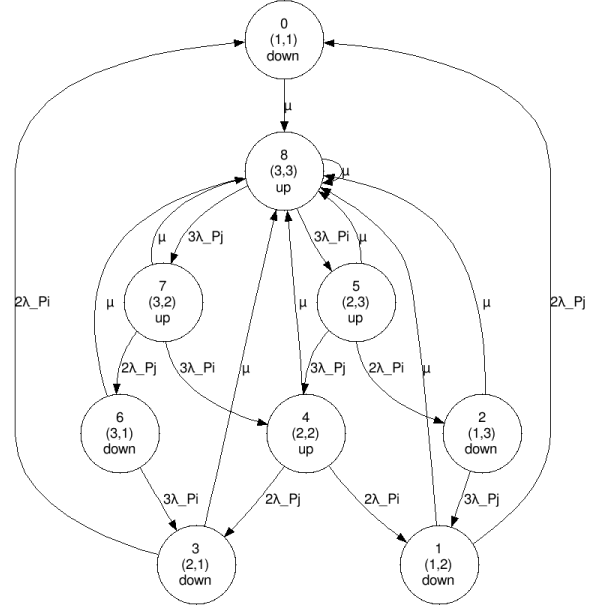 0
(1,1)
down
μ
8
(3,3)
up
μ
3λ_Pj
3λ_Pi
μ
μ
7
(3,2)
up
5
(2,3)
up
2λ_Pi
μ
μ
μ
2λ_Pj
2λ_Pj
3λ_Pi
3λ_Pj
2λ_Pi
μ
μ
6
(3,1)
down
4
(2,2)
up
2
(1,3)
down
3λ_Pi
2λ_Pj
2λ_Pi
3λ_Pj
3
(2,1)
down
1
(1,2)
down